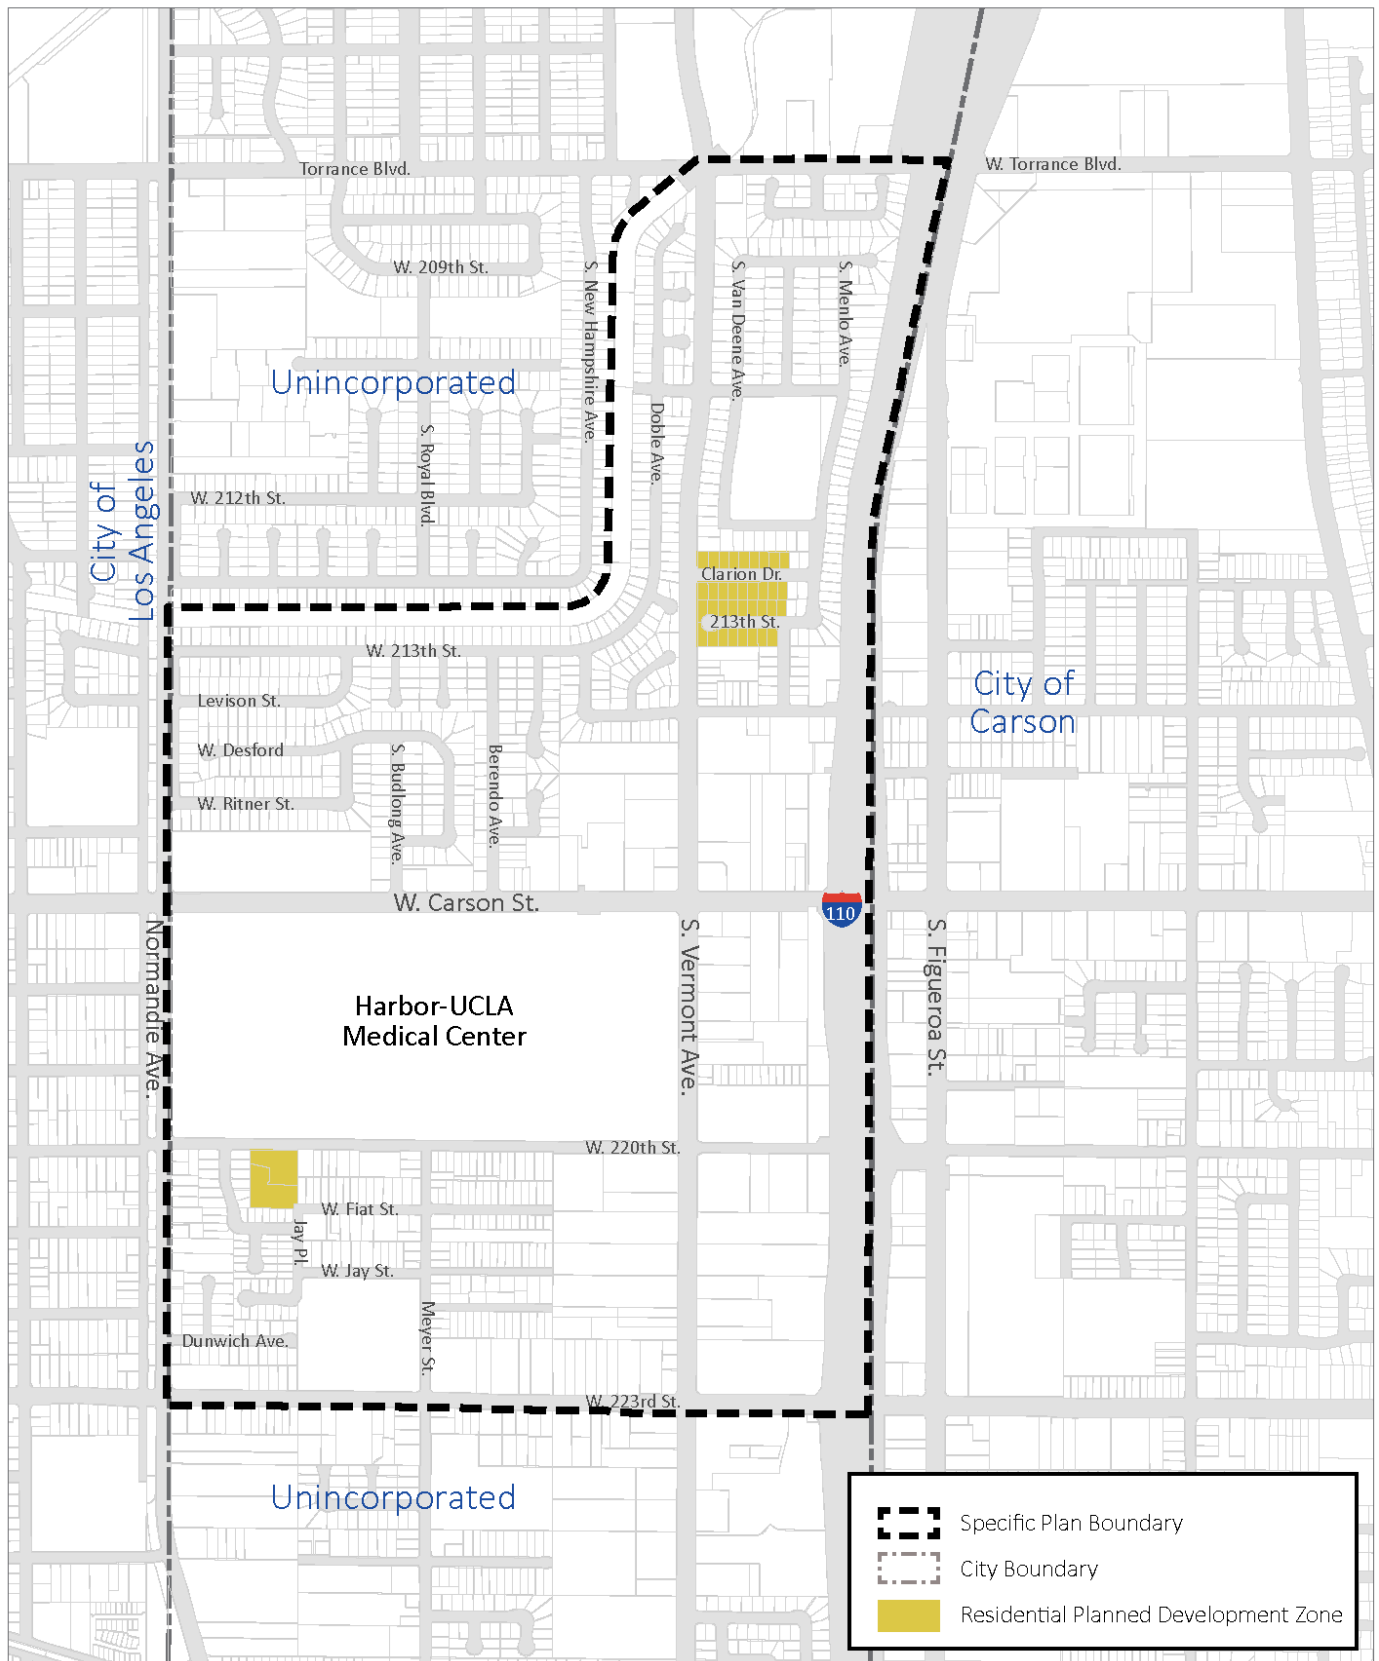 Torrance Blvd.
W. Torrance Blvd.
W. 209th St.
S. New Hampshire Ave.
S. Van Deene Ave.
S. Menlo Ave.
Unincorporated
Doble Ave.
S. Royal Blvd.
City of
Los Angeles
W. 212th St.
Clarion Dr.
213th St.
W. 213th St.
Levison St.
City of
Carson
W. Desford
S. Budlong Ave.
Berendo Ave.
W. Ritner St.
W. Carson St.
110
Normandie Ave.
S. Vermont Ave.
S. Figueroa St.
Harbor-UCLA
Medical Center
W. 220th St.
W. Fiat St.
Jay Pl.
W. Jay St.
Meyer St.
Dunwich Ave.
W. 223rd St.
Unincorporated
Specific Plan Boundary
City Boundary
Residential Planned Development Zone